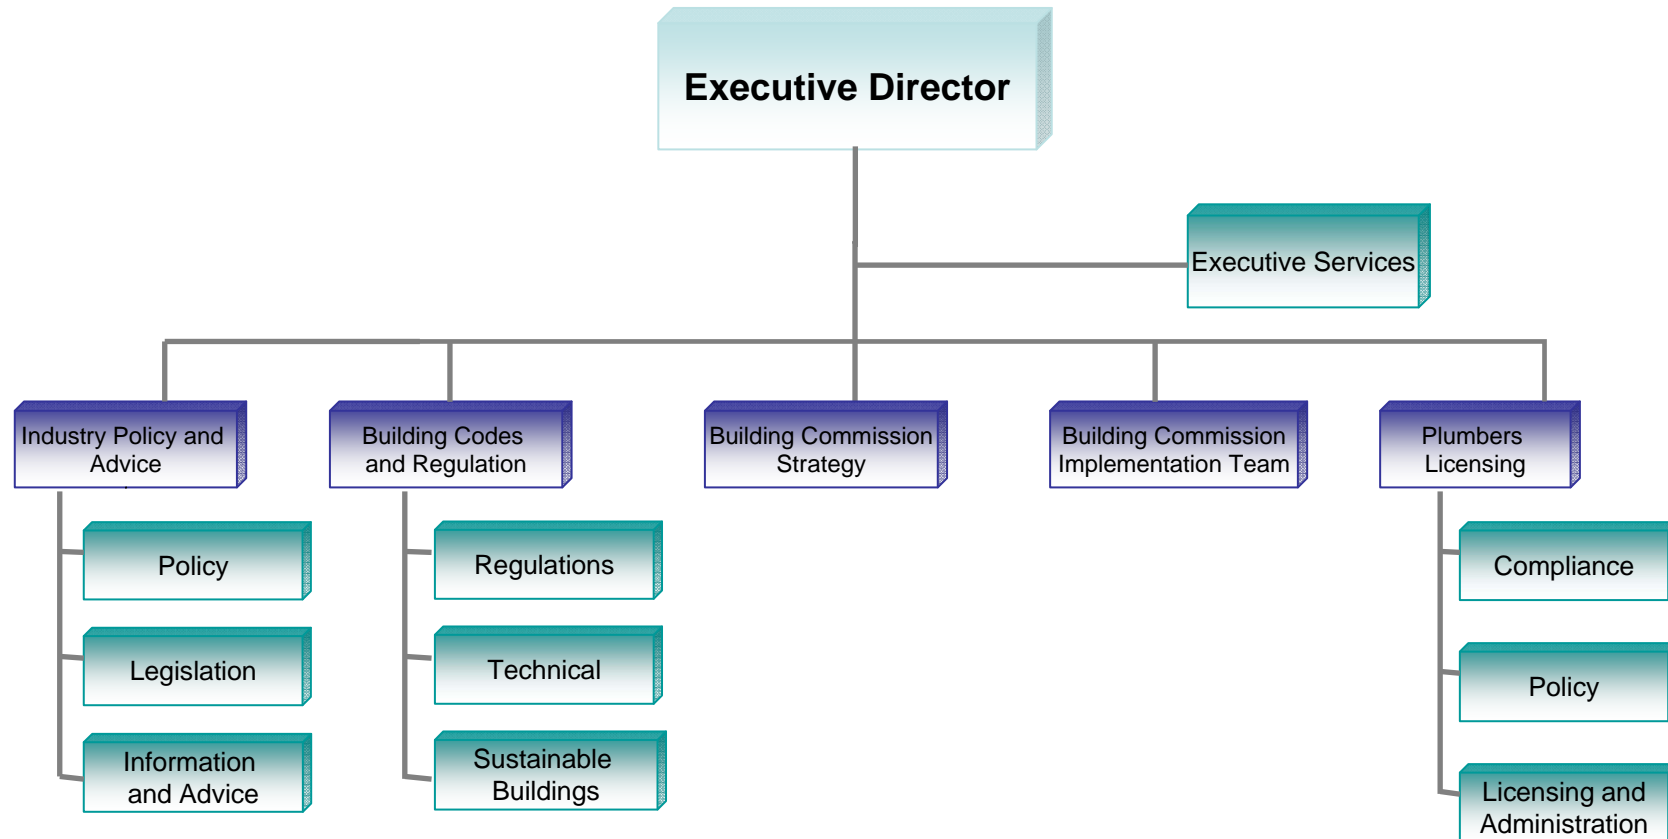 Executive Director
Executive Services
Industry Policy and
Advice
Building Codes
and Regulation
Building Commission
Strategy
Building Commission
Implementation Team
Plumbers
Licensing
Policy
Legislation
Information
and Advice
Regulations
Technical
Sustainable
Buildings
Compliance
Policy
Licensing and
Administration